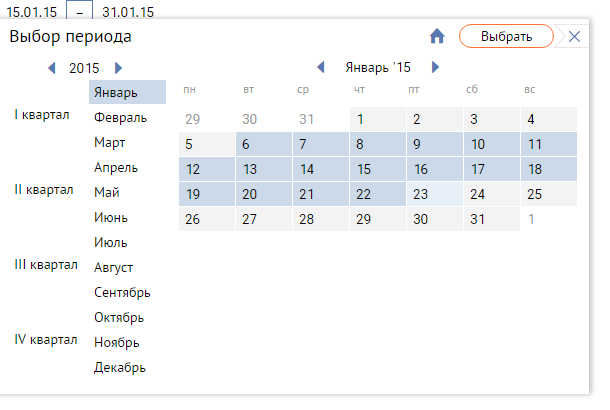 15.01.15 – 31.01.15
Выбор периода Выбрать
2015 Январь '15
Январь
I квартал
Февраль
Март
Апрель
II квартал
Май
Июнь
Июль
III квартал
Август
Сентябрь
Октябрь
IV квартал
Ноябрь
Декабрь
пн вт ср чт пт сб вс
29 30 31 1 2 3 4
5 6 7 8 9 10 11
12 13 14 15 16 17 18
19 20 21 22 23 24 25
26 27 28 29 30 31 1